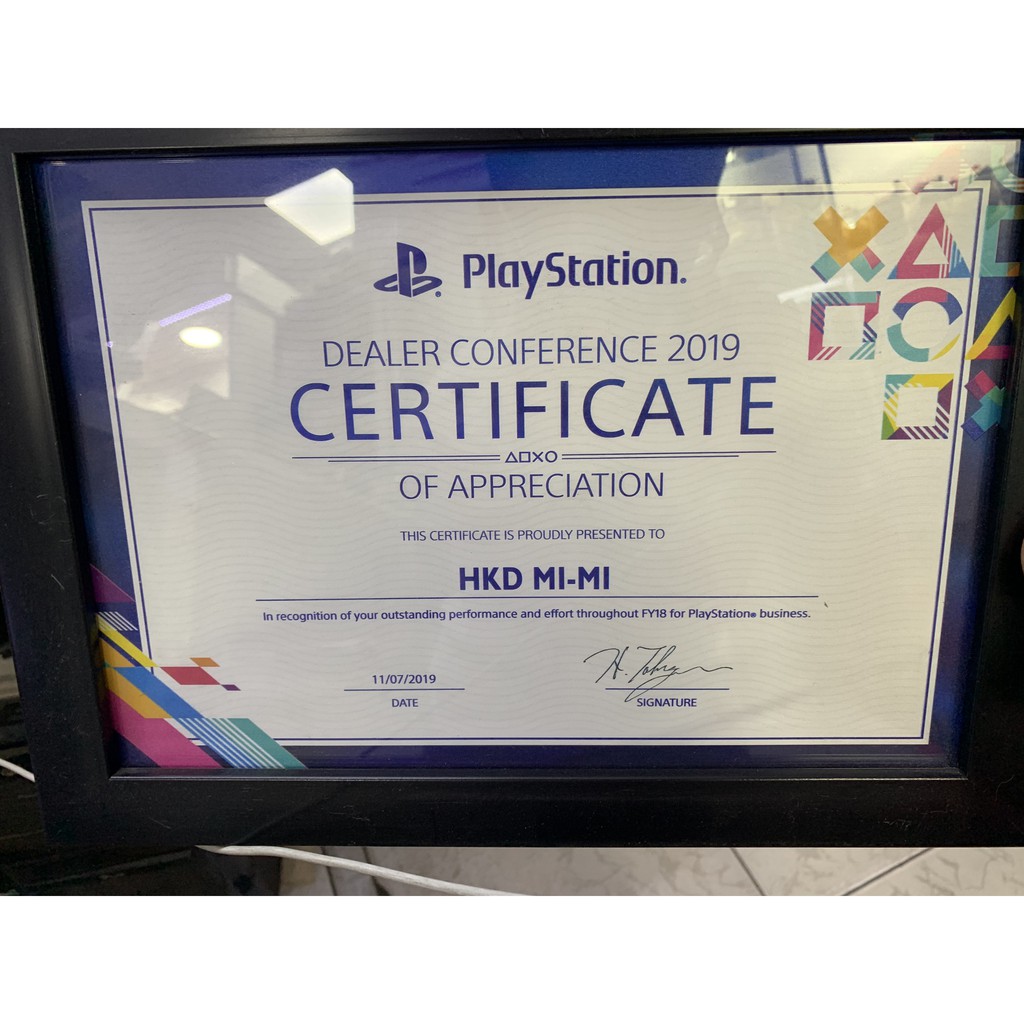 PlayStation®
DEALER CONFERENCE 2019
CERTIFICATE
OF APPRECIATION
THIS CERTIFICATE IS PROUDLY PRESENTED TO
HKD MI-MI
In recognition of your outstanding performance and effort throughout FY18 for PlayStation® business.
11/07/2019
DATE
SIGNATURE